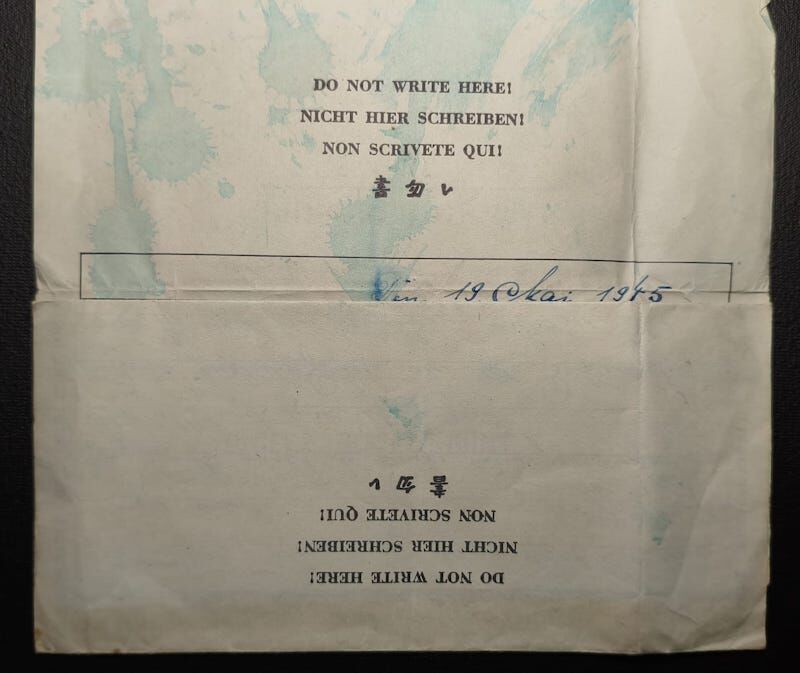 DO NOT WRITE HERE!
NICHT HIER SCHREIBEN!
NON SCRIVETE QUI!
書勿レ
19 Mai 1945
DO NOT WRITE HERE!
NICHT HIER SCHREIBEN!
NON SCRIVETE QUI!
書勿レ